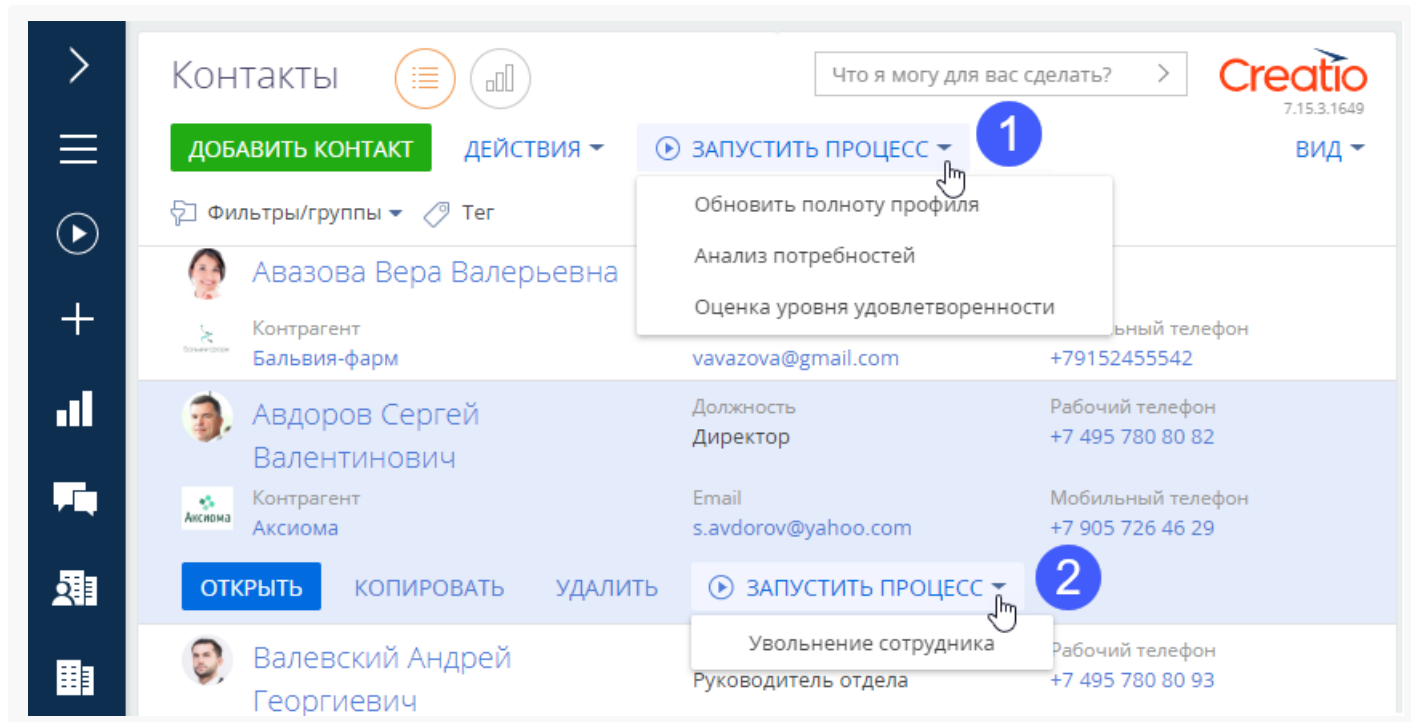 Контакты
Что я могу для вас сделать?
Creatio
7.15.3.1649
ДОБАВИТЬ КОНТАКТ
ДЕЙСТВИЯ
ЗАПУСТИТЬ ПРОЦЕСС
1
ВИД
Фильтры/группы
Тег
Обновить полноту профиля
Анализ потребностей
Оценка уровня удовлетворенности
Авазова Вера Валерьевна
Контрагент
Бальвия-фарм
vavazova@gmail.com
телефон
+79152455542
Авдоров Сергей
Валентинович
Должность
Директор
Рабочий телефон
+7 495 780 80 82
Аксиома
Контрагент
Аксиома
Email
s.avdorov@yahoo.com
Мобильный телефон
+7 905 726 46 29
ОТКРЫТЬ
КОПИРОВАТЬ
УДАЛИТЬ
ЗАПУСТИТЬ ПРОЦЕСС
2
Увольнение сотрудника
Валевский Андрей
Георгиевич
Руководитель отдела
Рабочий телефон
+7 495 780 80 93